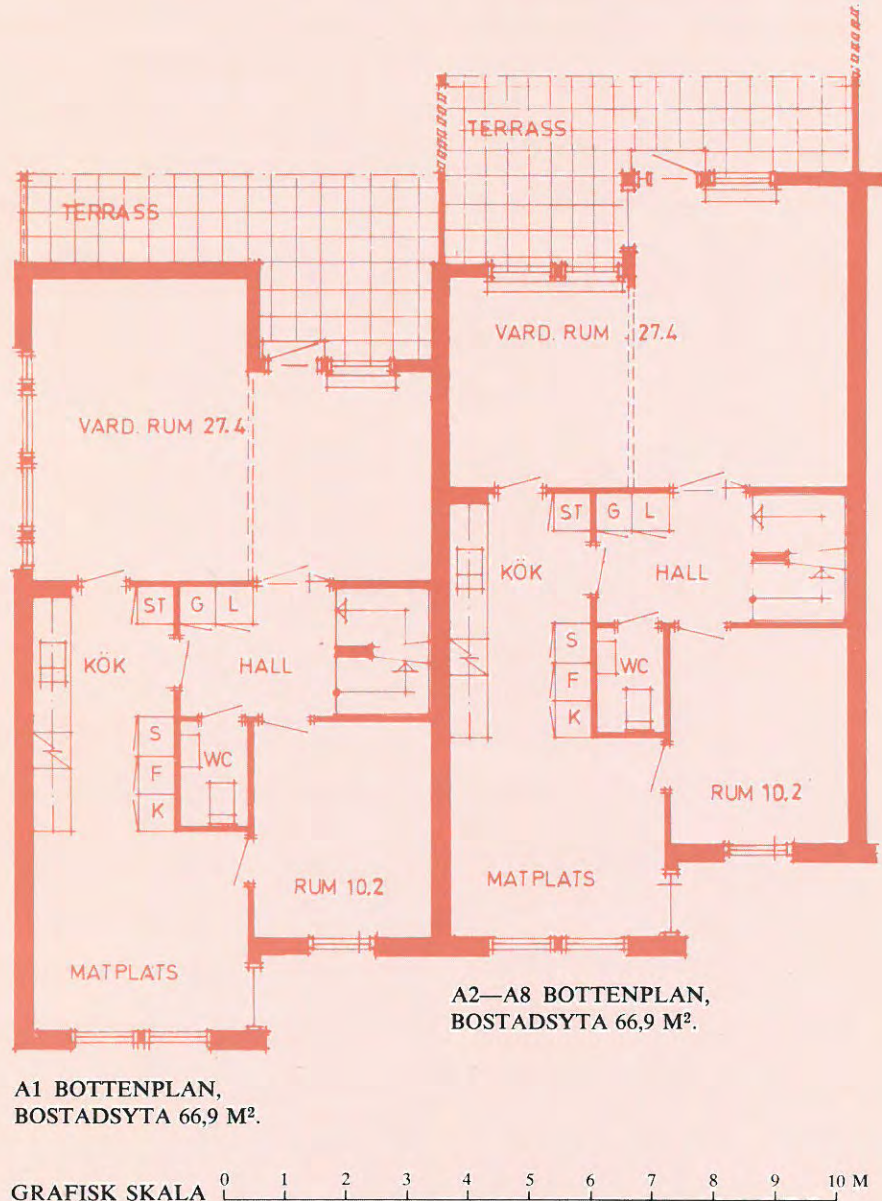 TERRASS
VARD. RUM 27.4
ST G L
KÖK
HALL
S
F
K
WC
RUM 10.2
MATPLATS
A1 BOTTENPLAN,
BOSTADSYTA 66,9 M².
TERRASS
VARD. RUM 27.4
ST G L
KÖK
HALL
S
F
K
WC
RUM 10.2
MATPLATS
A2—A8 BOTTENPLAN,
BOSTADSYTA 66,9 M².
GRAFISK SKALA 0 1 2 3 4 5 6 7 8 9 10 M